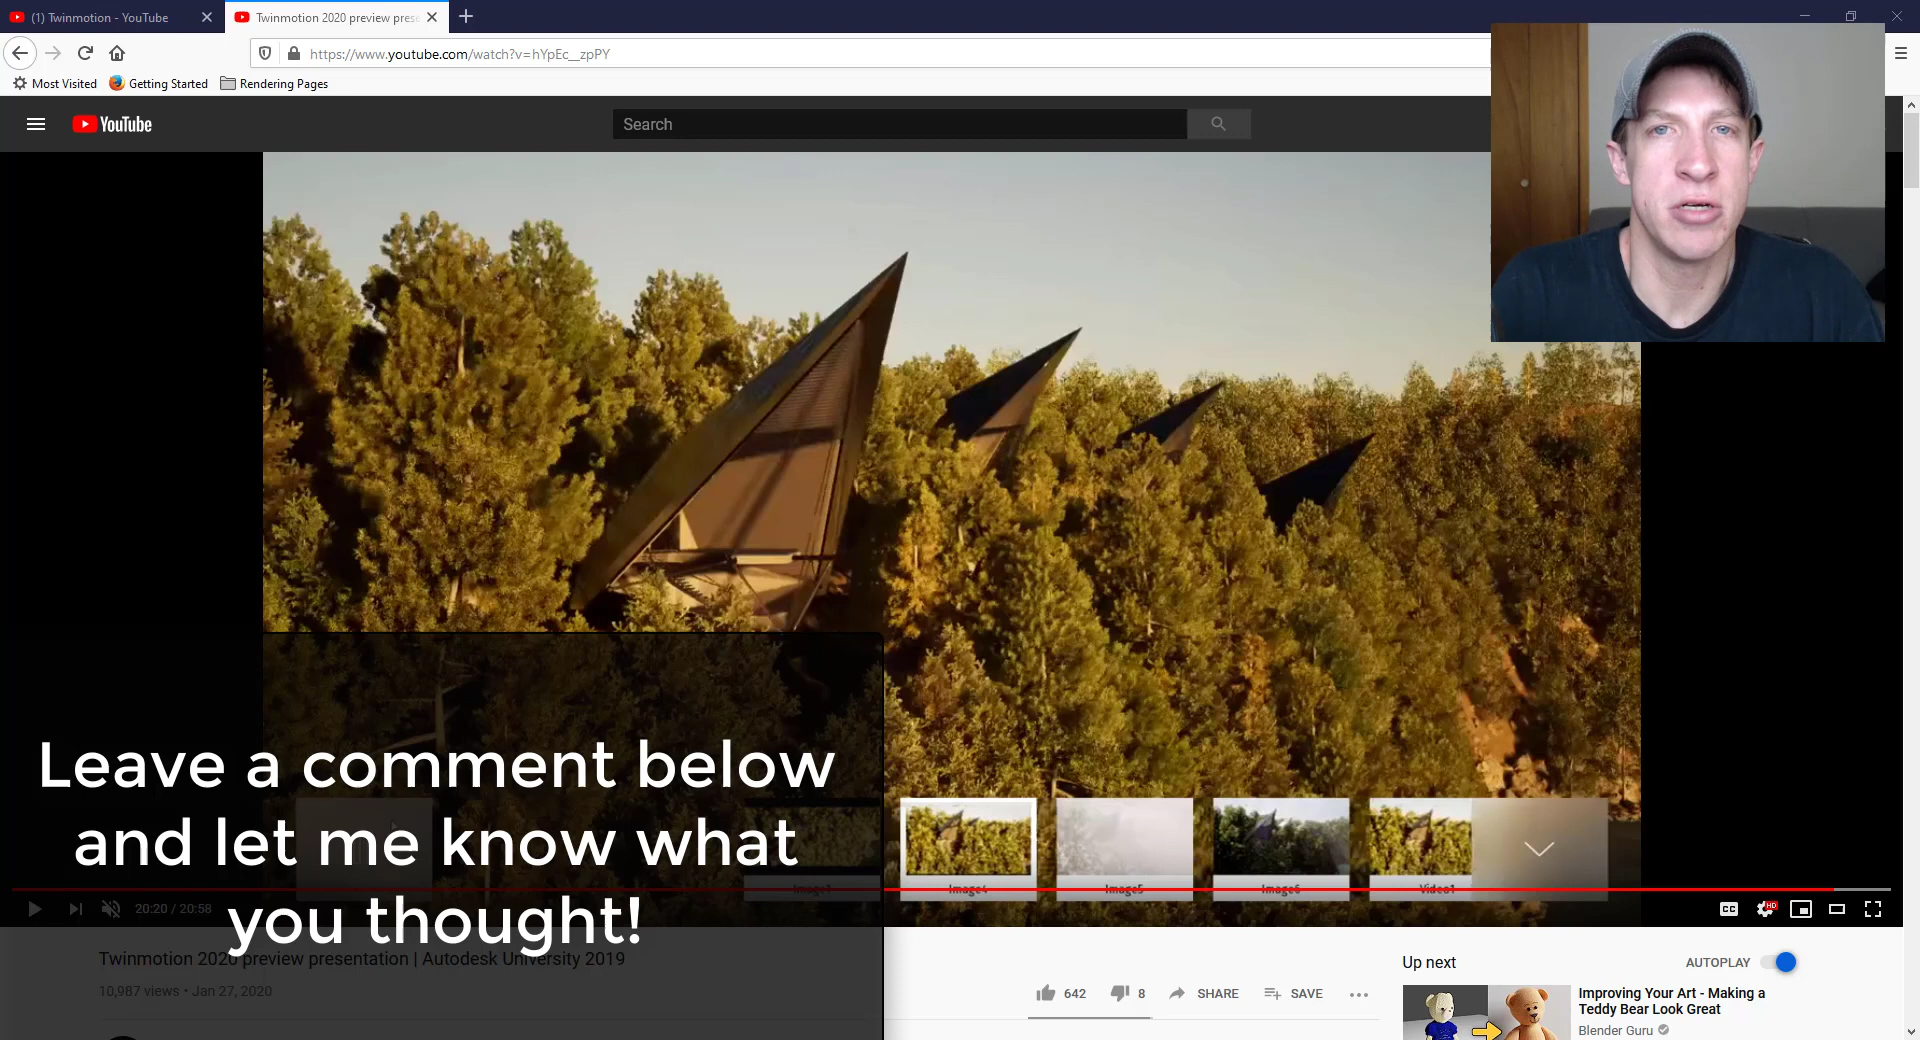 (1) Twinmotion - YouTube
Twinmotion 2020 preview pres
https://www.youtube.com/watch?v=hYpEc__zpPY
Most Visited
Getting Started
Rendering Pages
YouTube
Search
Leave a comment below
and let me know what
you thought!
Image4
Image5
Image6
Video1
20:20 / 20:58
CC
HD
Twinmotion 2020 preview presentation | Autodesk University 2019
10,987 views • Jan 27, 2020
642
8
SHARE
SAVE
Up next
AUTOPLAY
Improving Your Art - Making a
Teddy Bear Look Great
Blender Guru